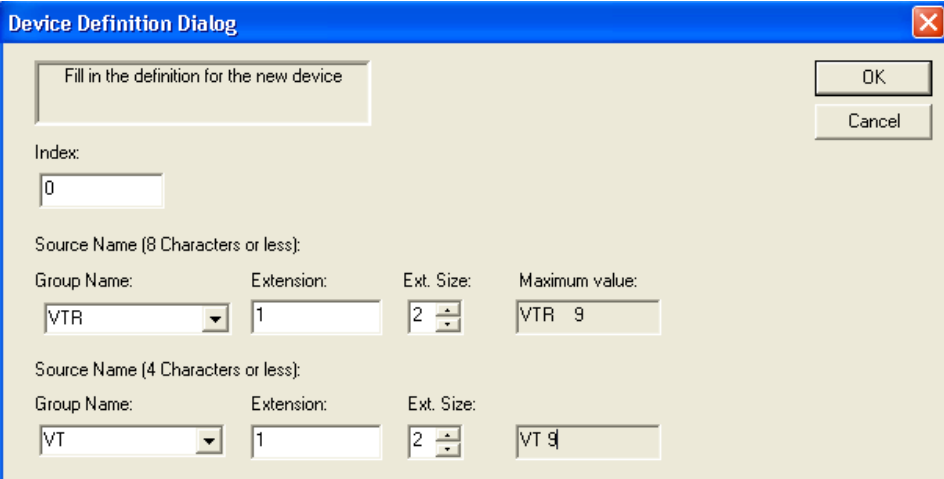 Device Definition Dialog
Fill in the definition for the new device
OK
Cancel
Index:
0
Source Name (8 Characters or less):
Group Name: Extension: Ext. Size: Maximum value:
VTR 1 2 VTR 9
Source Name (4 Characters or less):
Group Name: Extension: Ext. Size:
VT 1 2 VT 9